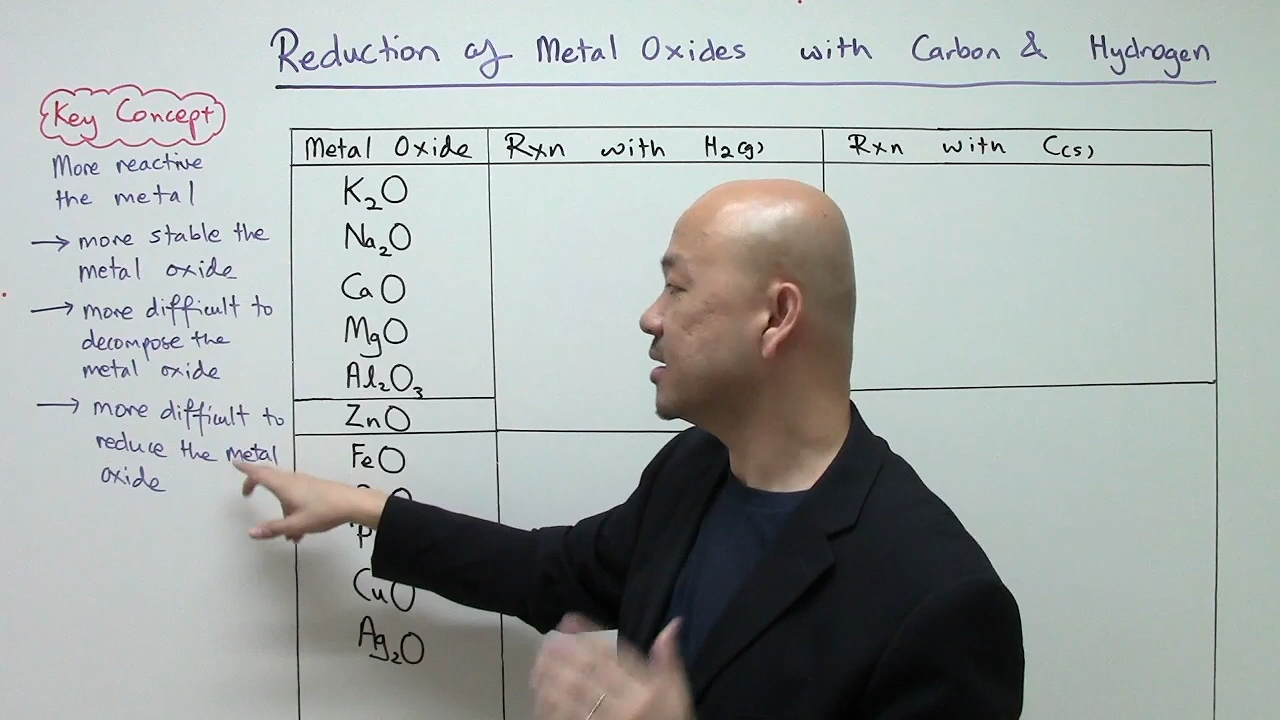 Reduction of Metal Oxides with Carbon & Hydrogen
Key Concept
More reactive
the metal
→ more stable the
metal oxide
→ more difficult to
decompose the
metal oxide
→ more difficult to
reduce the metal
oxide
Metal Oxide Rxn with H₂(g) Rxn with C(s)
K₂O
Na₂O
CaO
MgO
Al₂O₃
ZnO
FeO
CuO
Ag₂O